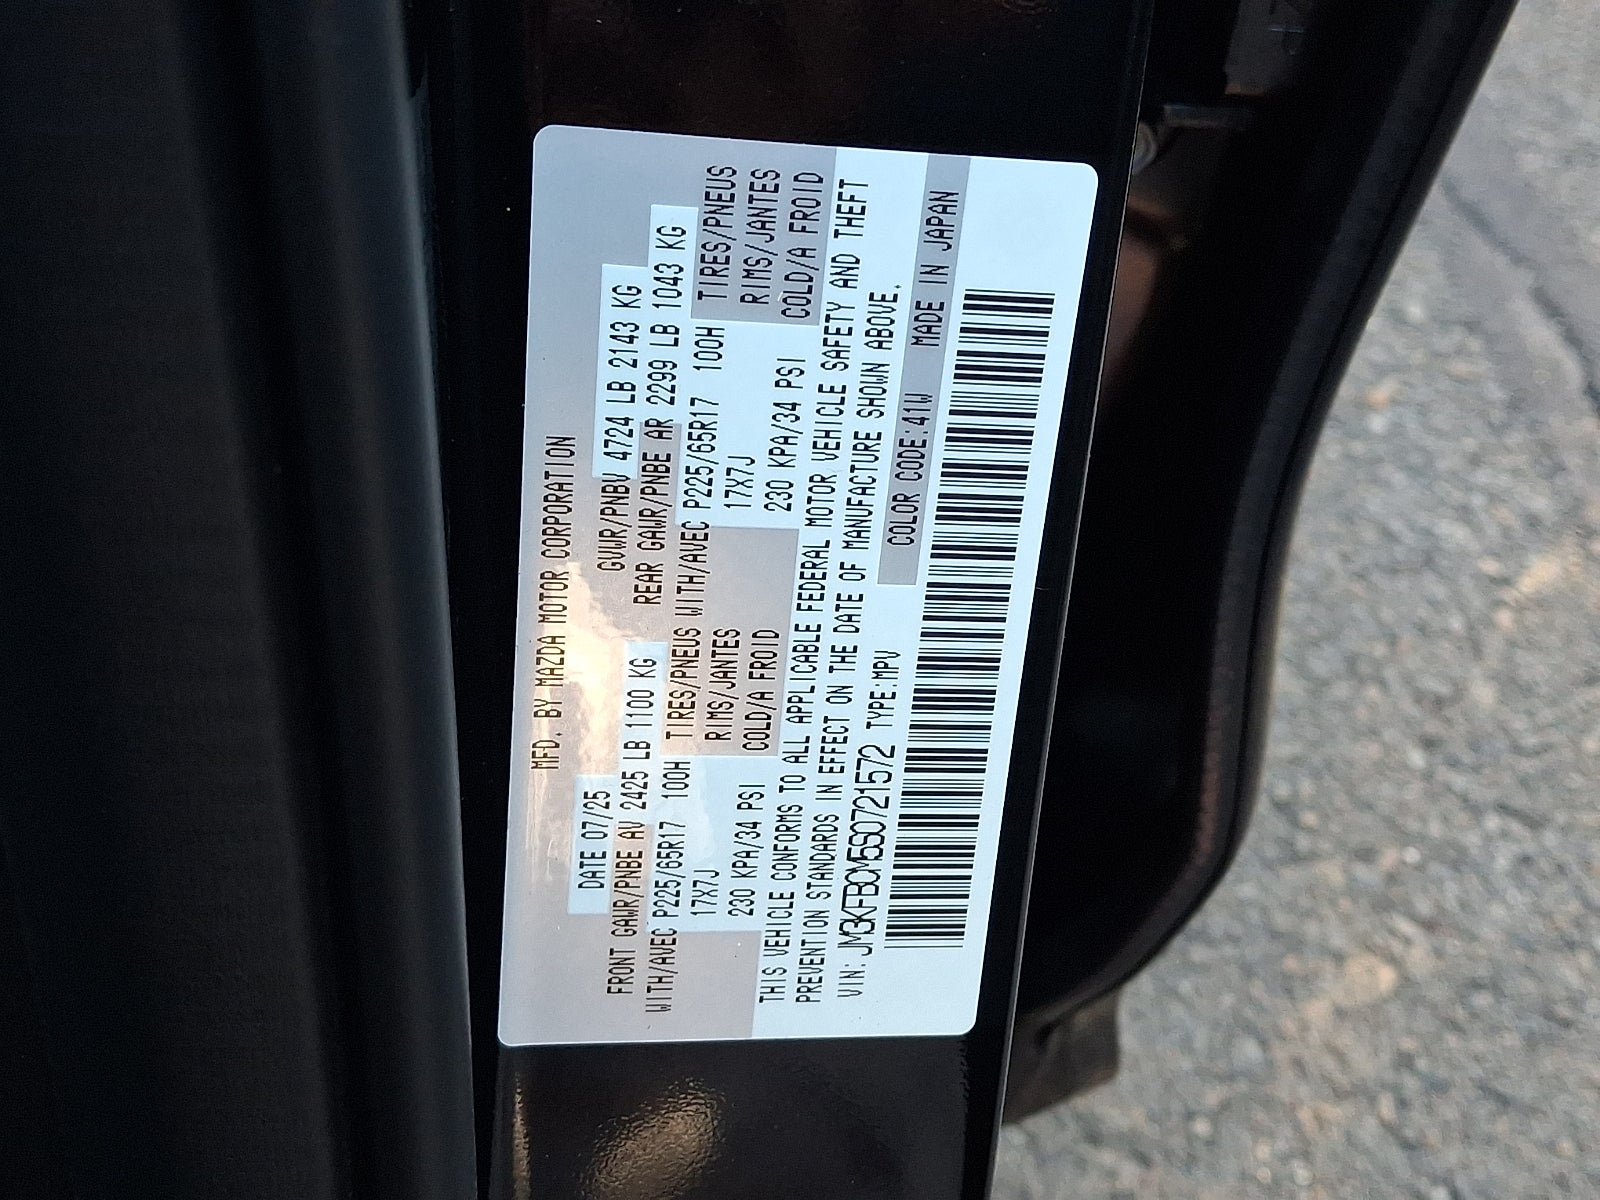 MFD. BY MAZDA MOTOR CORPORATION
DATE 07/25 GVWR/PNBV 4724 LB 2143 KG
FRONT GAWR/PNBE AV 2425 LB 1100 KG REAR GAWR/PNBE AR 2299 LB 1043 KG
WITH/AVEC P225/65R17 100H TIRES/PNEUS WITH/AVEC P225/65R17 100H TIRES/PNEUS
17X7J RIMS/JANTES 17X7J RIMS/JANTES
230 KPA/34 PSI COLD/A FROID 230 KPA/34 PSI COLD/A FROID
THIS VEHICLE CONFORMS TO ALL APPLICABLE FEDERAL MOTOR VEHICLE SAFETY AND THEFT
PREVENTION STANDARDS IN EFFECT ON THE DATE OF MANUFACTURE SHOWN ABOVE.
VIN: JM3KFBCM5S0721572 TYPE:MPV COLOR CODE:41W MADE IN JAPAN